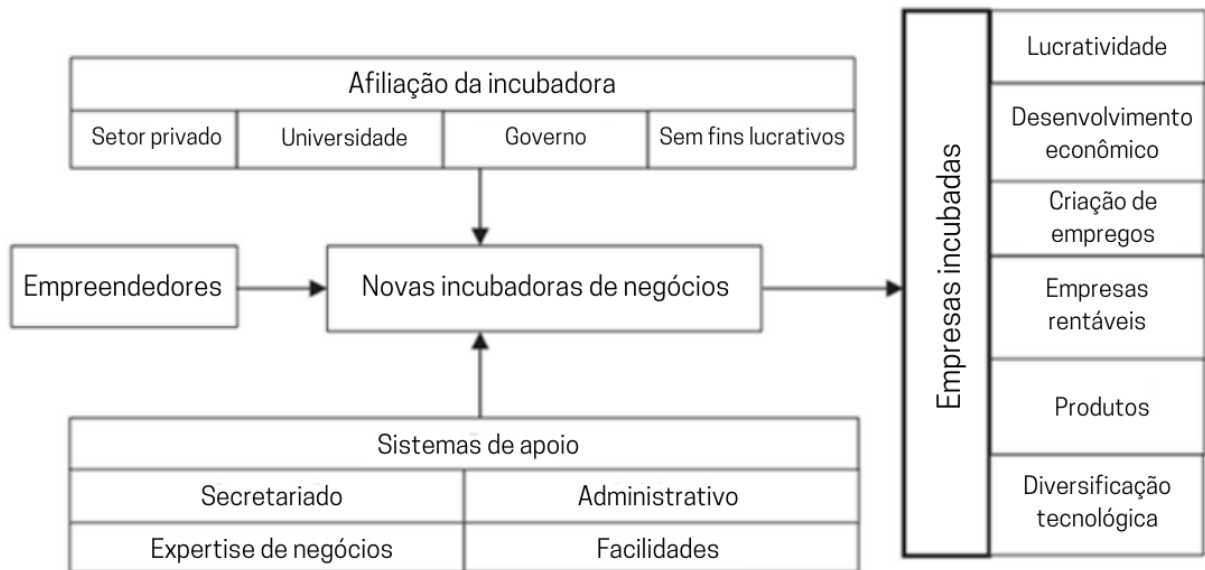 Afiliação da incubadora
Setor privado
Universidade
Governo
Sem fins lucrativos
Empreendedores
Novas incubadoras de negócios
Sistemas de apoio
Secretariado
Administrativo
Expertise de negócios
Facilidades
Empresas incubadas
Lucratividade
Desenvolvimento
econômico
Criação de
empregos
Empresas
rentáveis
Produtos
Diversificação
tecnológica